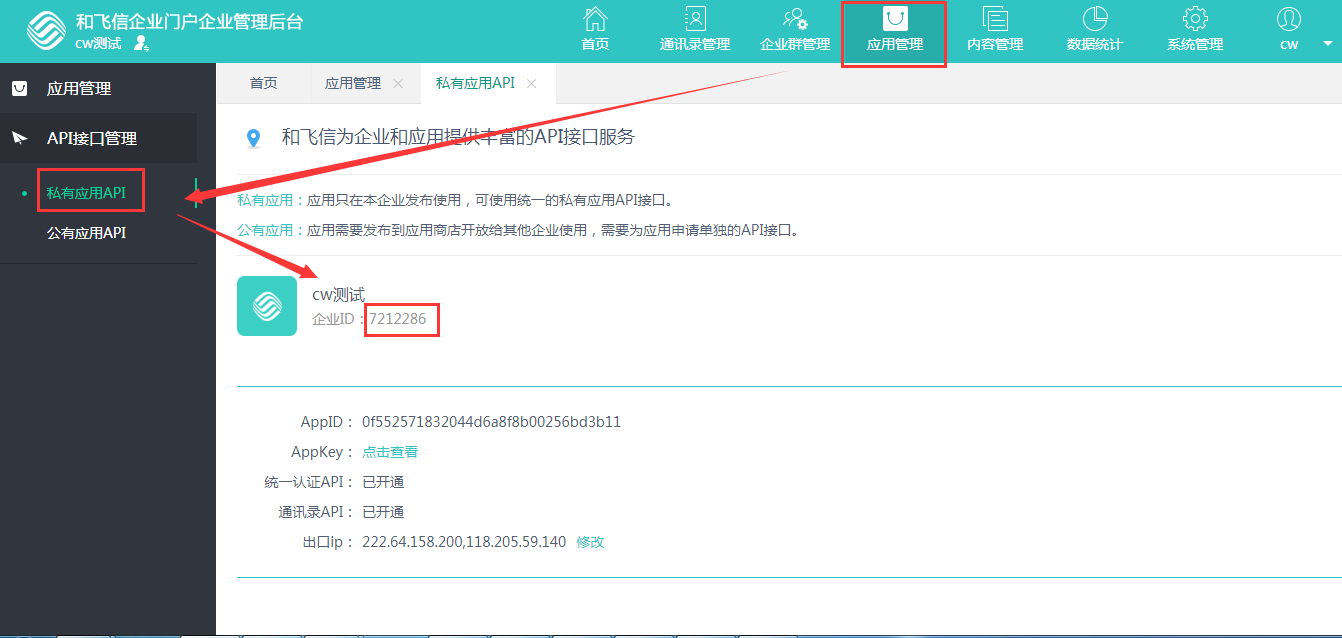 和飞信企业门户企业管理后台
cw测试
首页
通讯录管理
企业群管理
应用管理
内容管理
数据统计
系统管理
cw
应用管理
API接口管理
私有应用API
公有应用API
首页
应用管理
私有应用API
和飞信为企业和应用提供丰富的API接口服务
私有应用：应用只在本企业发布使用，可使用统一的私有应用API接口。
公有应用：应用需要发布到应用商店开放给其他企业使用，需要为应用申请单独的API接口。
cw测试
企业ID：7212286
AppID： 0f552571832044d6a8f8b00256bd3b11
AppKey： 点击查看
统一认证API： 已开通
通讯录API： 已开通
出口ip： 222.64.158.200,118.205.59.140 修改